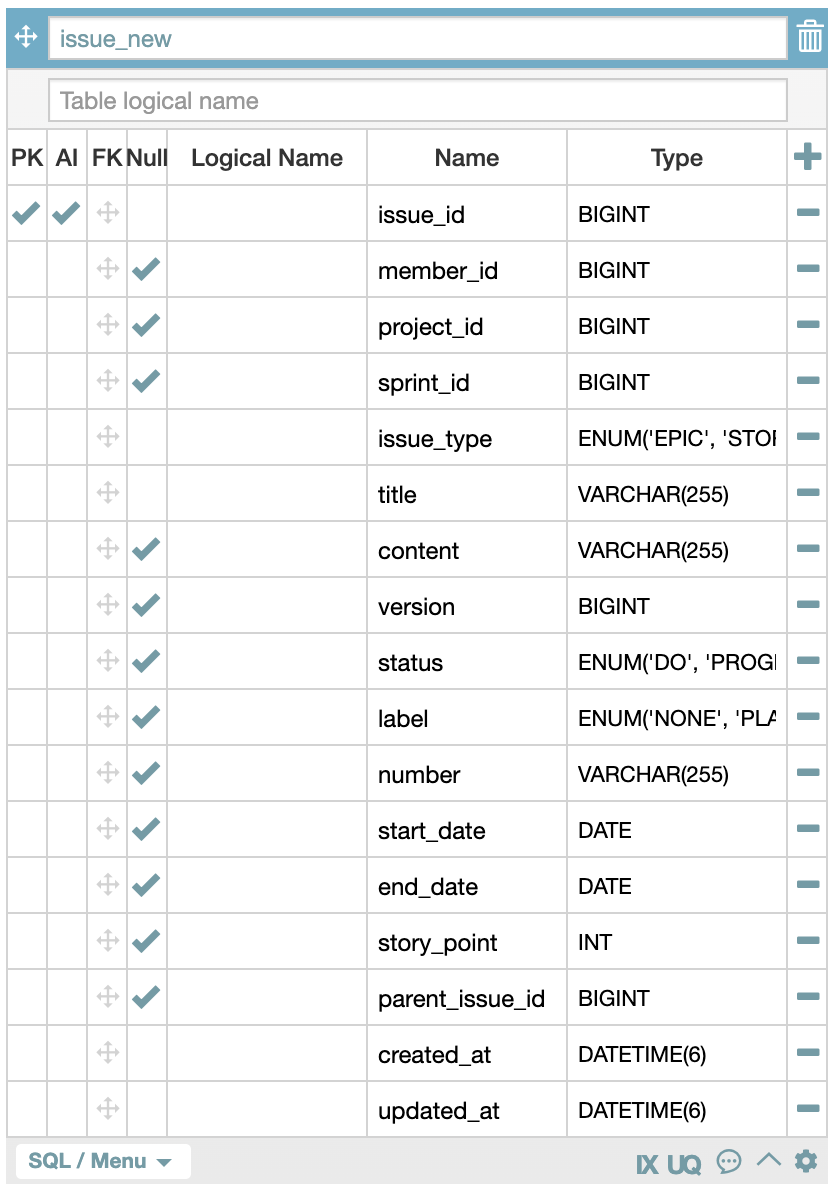 issue_new
Table logical name
PK AI FK Null Logical Name Name Type
issue_id BIGINT
member_id BIGINT
project_id BIGINT
sprint_id BIGINT
issue_type ENUM('EPIC', 'STOR
title VARCHAR(255)
content VARCHAR(255)
version BIGINT
status ENUM('DO', 'PROGI
label ENUM('NONE', 'PLA
number VARCHAR(255)
start_date DATE
end_date DATE
story_point INT
parent_issue_id BIGINT
created_at DATETIME(6)
updated_at DATETIME(6)
SQL / Menu IX UQ